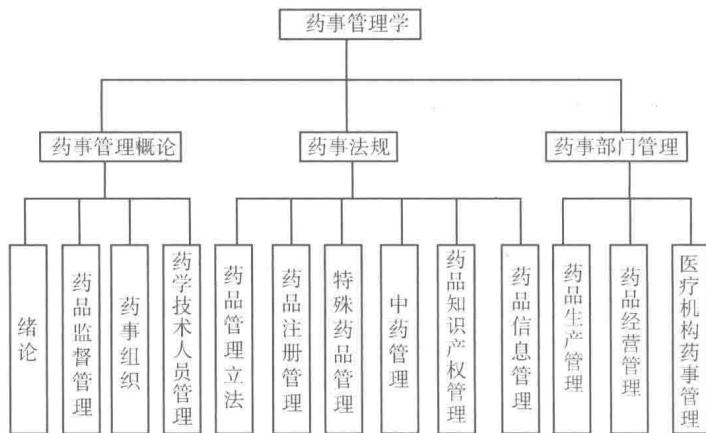 药事管理学
药事管理概论
药事法规
药事部门管理
绪论
药品监督管理
药事组织
药学技术人员管理
药品管理立法
药品注册管理
特殊药品管理
中药管理
药品知识产权管理
药品信息管理
药品生产管理
药品经营管理
医疗机构药事管理